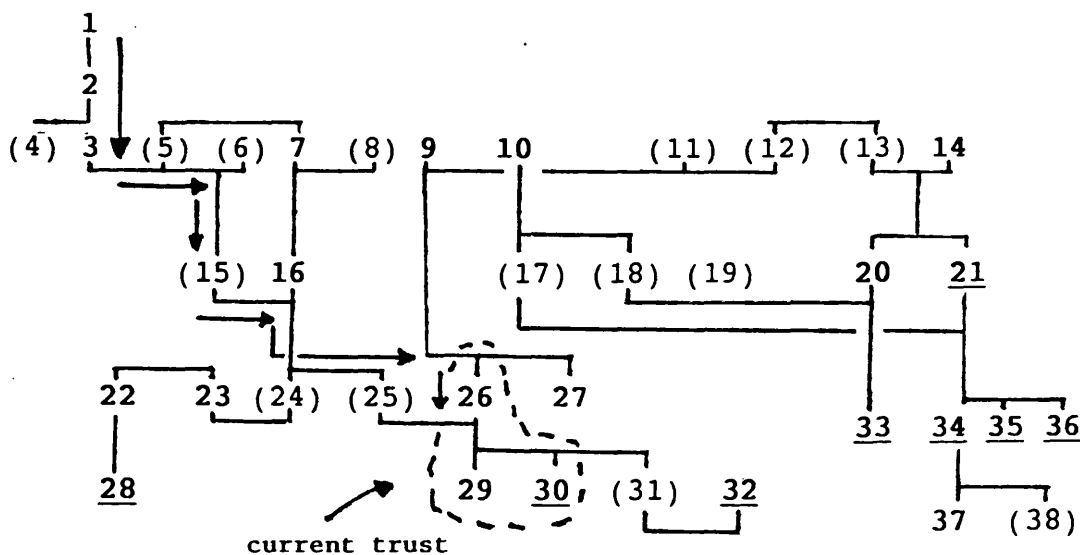 1
2
(4) 3 (5) (6) 7 (8) 9 10 (11) (12) (13) 14
(15) 16 (17) (18) (19) 20 21
22 23 (24) (25) 26 27 33 34 35 36
28 29 30 (31) 32
37 (38)
current trust